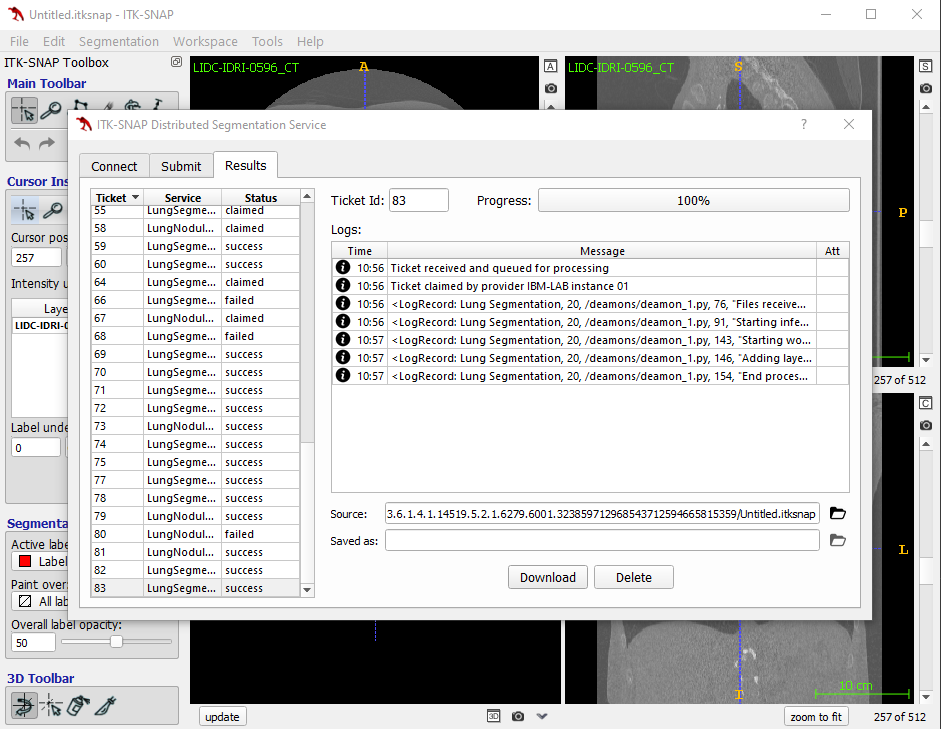 Untitled.itksnap - ITK-SNAP
File Edit Segmentation Workspace Tools Help
ITK-SNAP Toolbox
Main Toolbar
LIDC-IDRI-0596_CT
A
A
LIDC-IDRI-0596_CT
S
S
ITK-SNAP Distributed Segmentation Service
?
Connect Submit Results
Cursor Ins
Cursor pos
257
Intensity u
Laye
LIDC-IDRI-0
Label unde
0
Segmenta
Active labe
Label
Paint over:
All lab
Overall label opacity:
50
3D Toolbar
Ticket Service Status
55 LungSegme... claimed
58 LungNodul... claimed
59 LungSegme... success
60 LungSegme... success
64 LungSegme... claimed
66 LungSegme... failed
67 LungNodul... claimed
68 LungSegme... failed
69 LungSegme... success
70 LungSegme... success
71 LungSegme... success
72 LungSegme... success
73 LungNodul... success
74 LungSegme... success
75 LungSegme... success
77 LungSegme... success
78 LungSegme... success
79 LungNodul... success
80 LungNodul... failed
81 LungNodul... success
82 LungSegme... success
83 LungSegme... success
Ticket Id: 83 Progress: 100%
Logs:
Time Message Att
10:56 Ticket received and queued for processing
10:56 Ticket claimed by provider IBM-LAB instance 01
10:56 <LogRecord: Lung Segmentation, 20, /deamons/deamon_1.py, 76, "Files receive...
10:56 <LogRecord: Lung Segmentation, 20, /deamons/deamon_1.py, 91, "Starting infe...
10:57 <LogRecord: Lung Segmentation, 20, /deamons/deamon_1.py, 143, "Starting wo...
10:57 <LogRecord: Lung Segmentation, 20, /deamons/deamon_1.py, 146, "Adding laye...
10:57 <LogRecord: Lung Segmentation, 20, /deamons/deamon_1.py, 154, "End proces...
Source: 3.6.1.4.1.14519.5.2.1.6279.6001.323859712968543712594665815359/Untitled.itksnap
Saved as:
Download Delete
P
257 of 512
C
L
10 cm
I
update
3D
zoom to fit
257 of 512